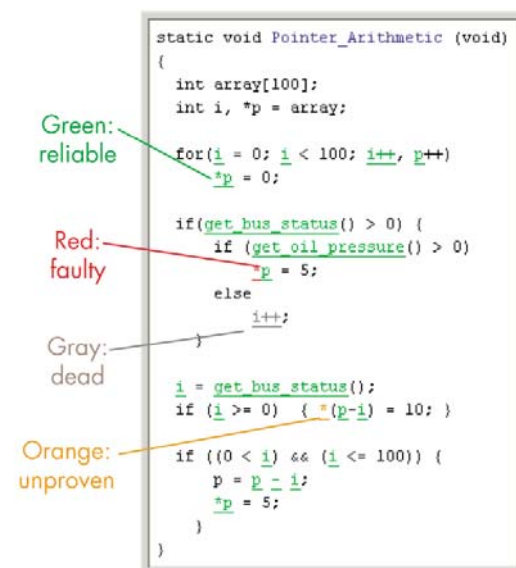 static void Pointer_Arithmetic (void)
{
int array[100];
int i, *p = array;
for(i = 0; i < 100; i++, p++)
*p = 0;
if(get_bus_status() > 0) {
if (get_oil_pressure() > 0)
*p = 5;
else
i++;
}
i = get_bus_status();
if (i >= 0) { *(p-i) = 10; }
if ((0 < i) && (i <= 100)) {
p = p - i;
*p = 5;
}
}
Green:
reliable
Red:
faulty
Gray:
dead
Orange:
unproven